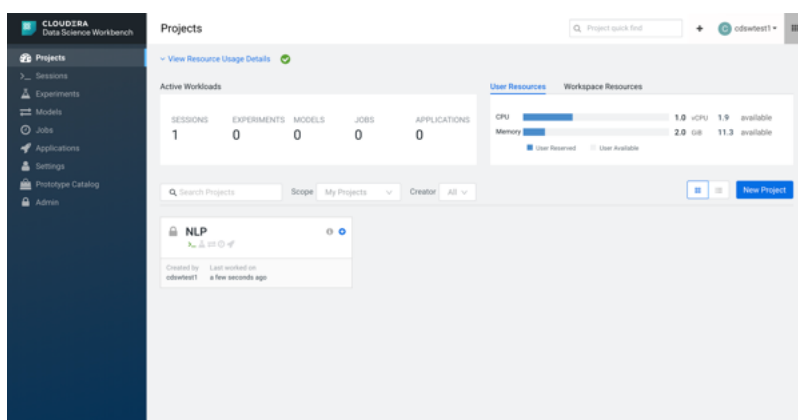 CLOUDERA
Data Science Workbench
Projects
Sessions
Experiments
Models
Jobs
Applications
Settings
Prototype Catalog
Admin
Projects
Project quick find
cdswtest1
View Resource Usage Details
Active Workloads
SESSIONS EXPERIMENTS MODELS JOBS APPLICATIONS
1 0 0 0 0
User Resources Workspace Resources
CPU 1.0 vCPU 1.9 available
Memory 2.0 GiB 11.3 available
User Reserved User Available
Search Projects Scope My Projects Creator All New Project
NLP
Created by Last worked on
cdswtest1 a few seconds ago